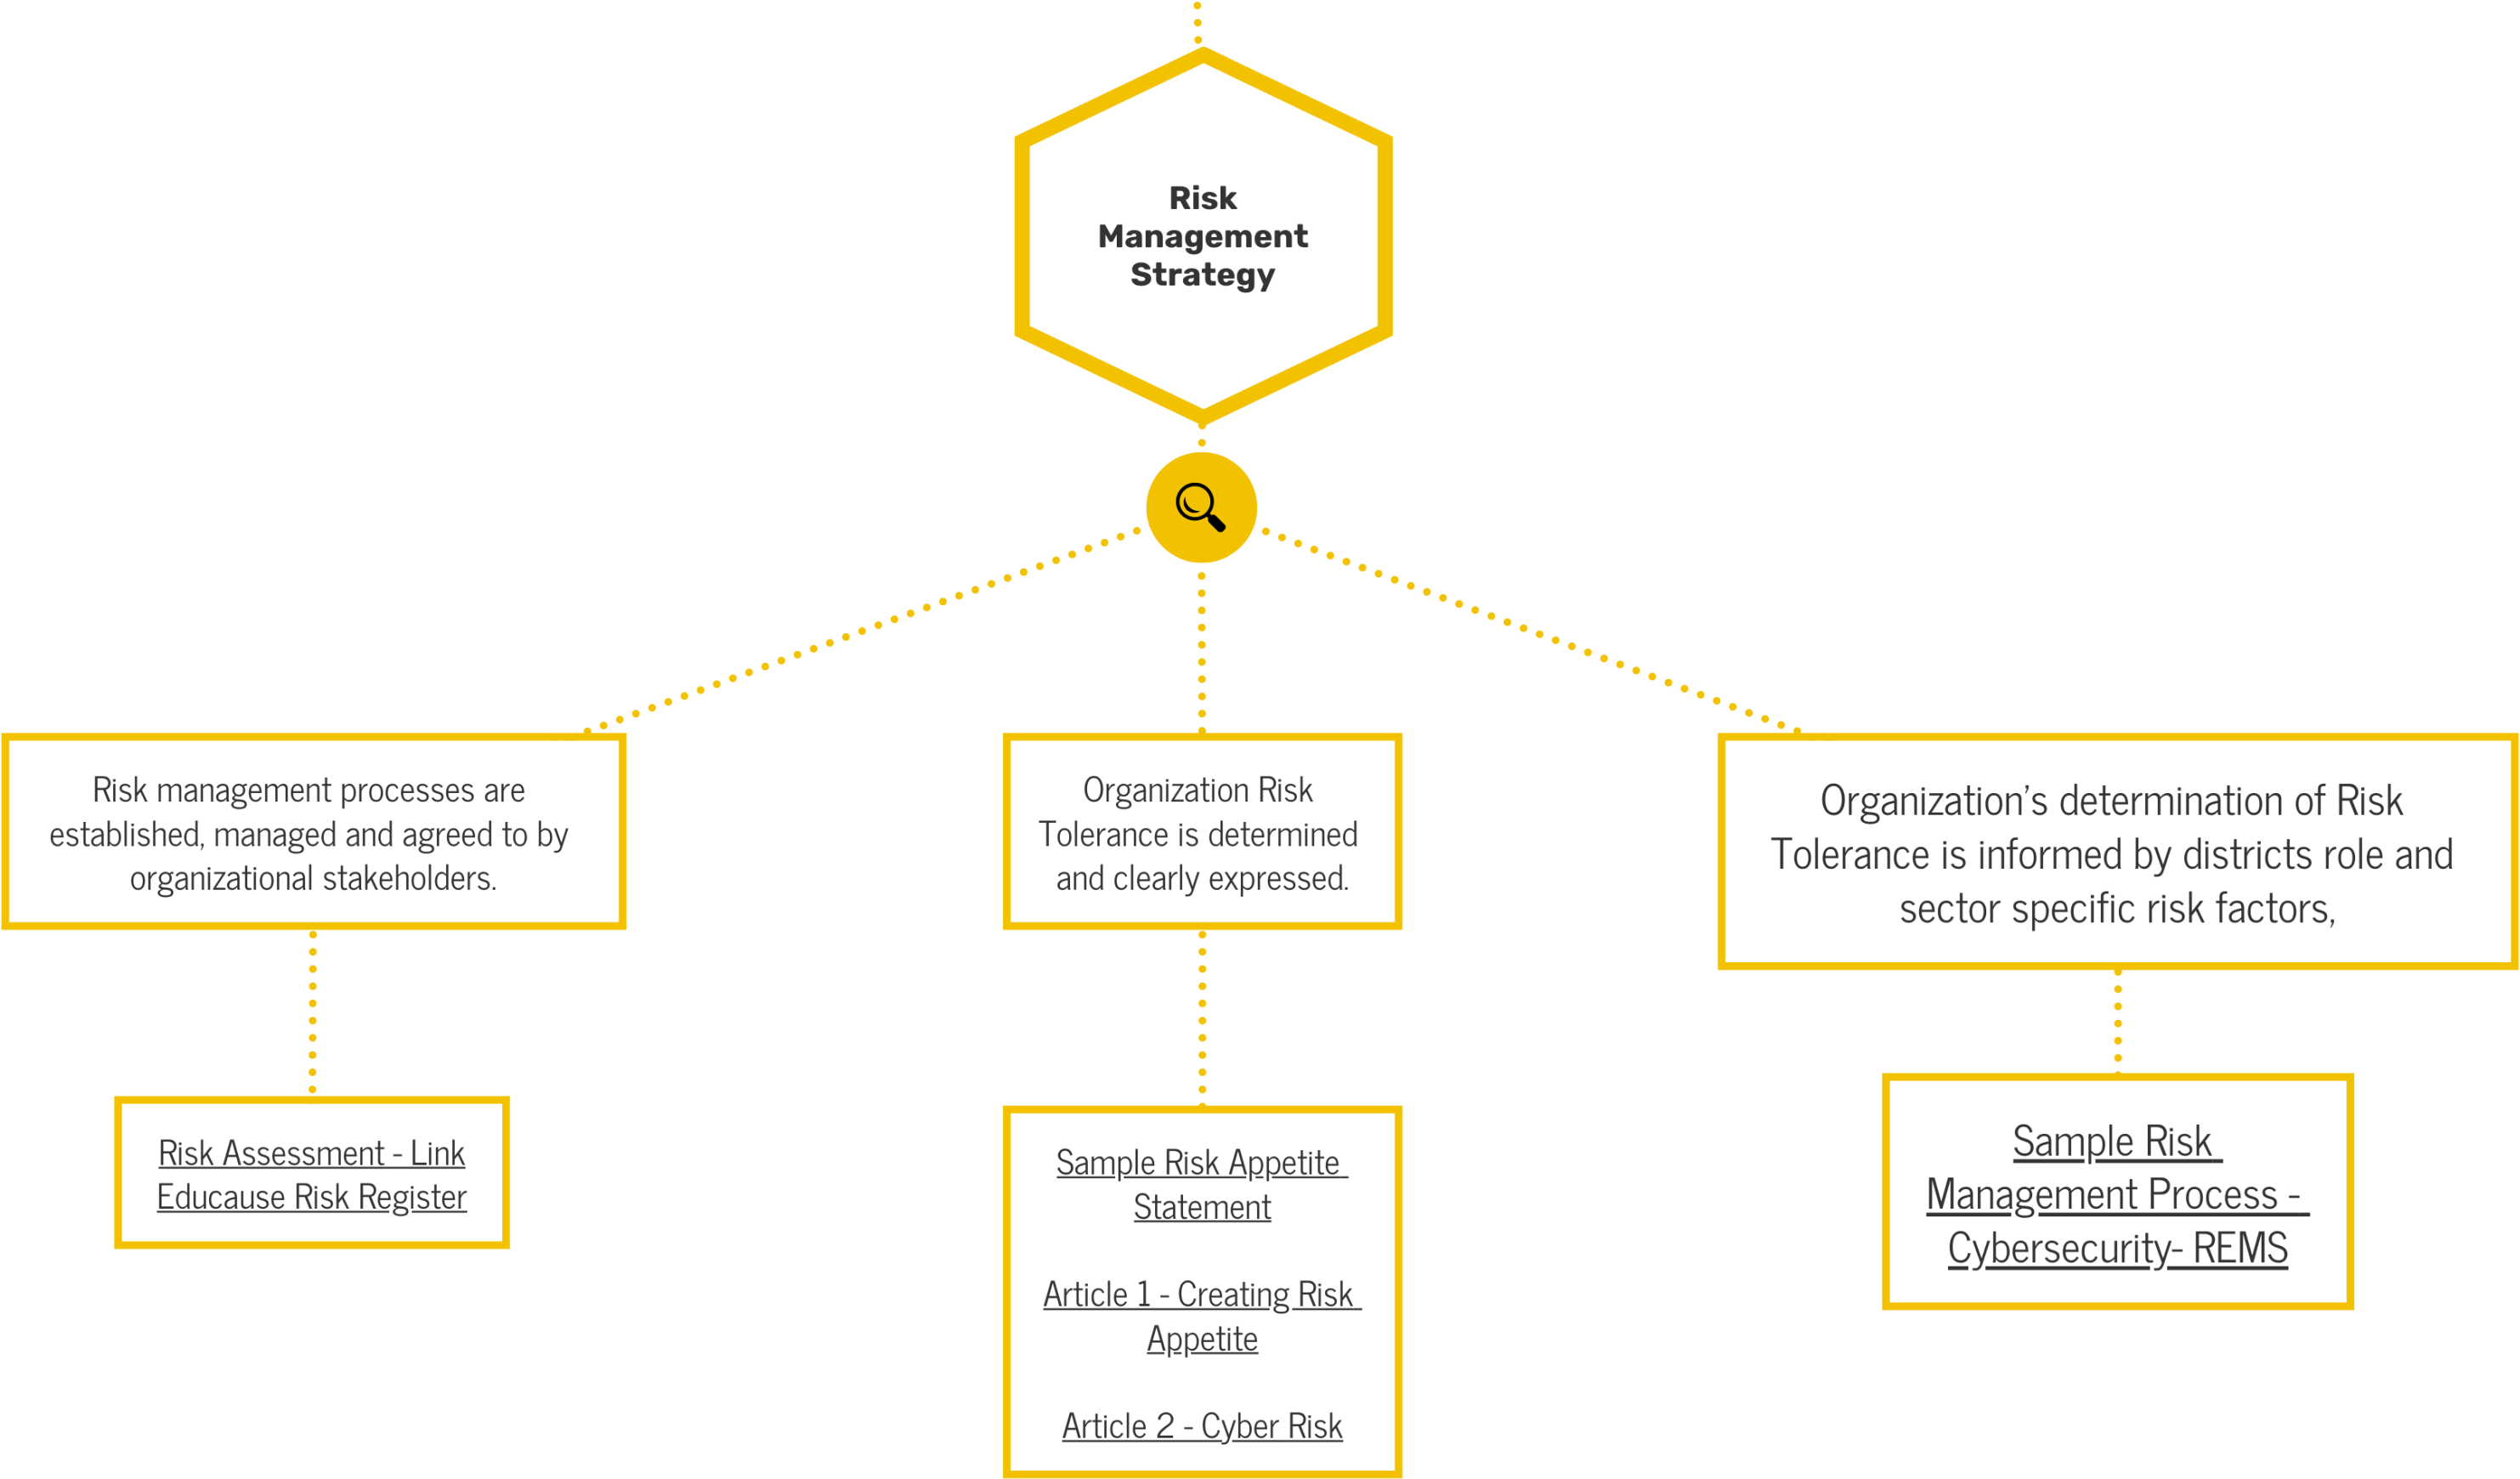 Risk
Management
Strategy
Risk management processes are
established, managed and agreed to by
organizational stakeholders.
Organization Risk
Tolerance is determined
and clearly expressed.
Organization's determination of Risk
Tolerance is informed by districts role and
sector specific risk factors,
Risk Assessment - Link
Educause Risk Register
Sample Risk Appetite
Statement
Article 1 - Creating Risk
Appetite
Article 2 - Cyber Risk
Sample Risk
Management Process -
Cybersecurity- REMS